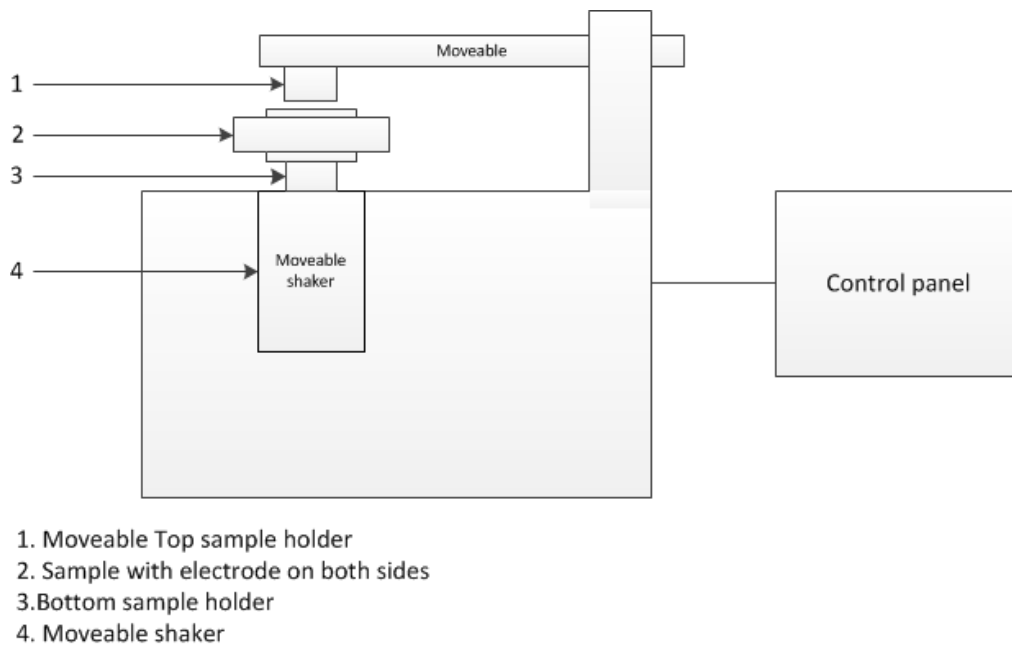 Moveable
1
2
3
4
Moveable
shaker
Control panel
1. Moveable Top sample holder
2. Sample with electrode on both sides
3.Bottom sample holder
4. Moveable shaker